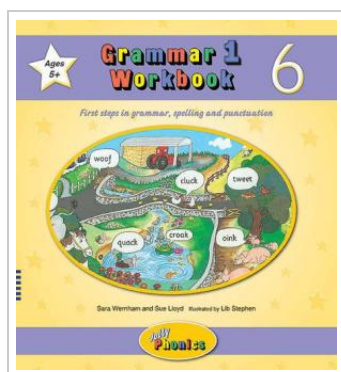 Ages
5+
Grammar 1
Workbook
6
First steps in grammar, spelling and punctuation
woof
cluck
tweet
quack
croak
oink
Sara Wernham and Sue Lloyd Illustrated by Lib Stephen
Jolly
Phonics